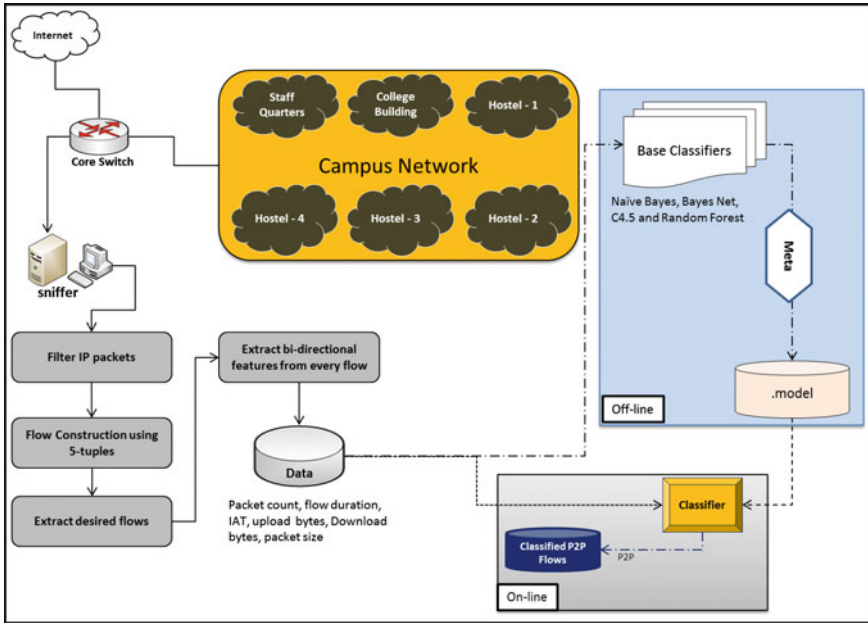 Internet
Core Switch
Staff
Quarters
College
Building
Hostel - 1
Campus Network
Hostel - 4
Hostel - 3
Hostel - 2
Base Classifiers
Naïve Bayes, Bayes Net,
C4.5 and Random Forest
Meta
.model
Off-line
sniffer
Filter IP packets
Flow Construction using
5-tuples
Extract desired flows
Extract bi-directional
features from every flow
Data
Packet count, flow duration,
IAT, upload bytes, Download
bytes, packet size
Classifier
Classified P2P
Flows
P2P
On-line